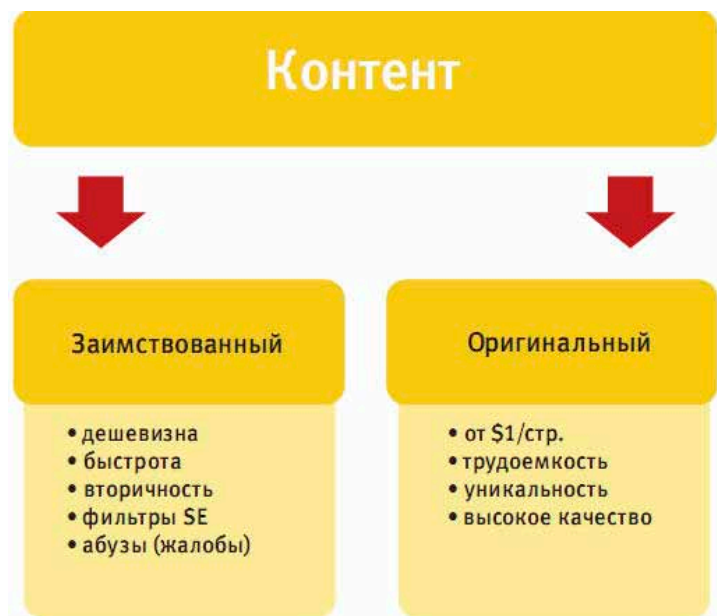 Контент
Заимствованный
• дешевизна
• быстрота
• вторичность
• фильтры SE
• абузы (жалобы)
Оригинальный
• от $1/стр.
• трудоемкость
• уникальность
• высокое качество